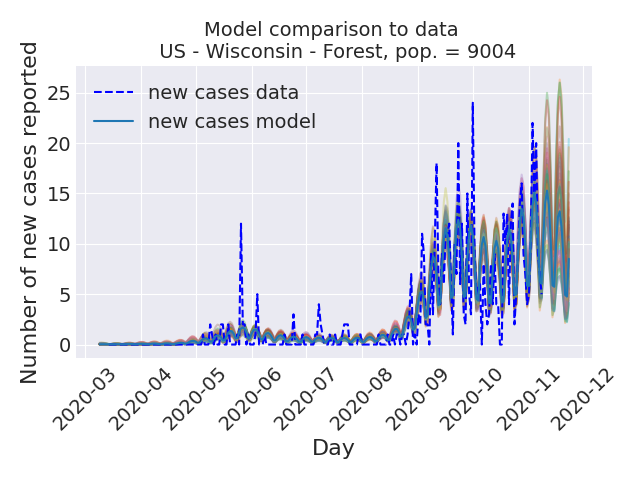 Model comparison to data
US - Wisconsin - Forest, pop. = 9004
new cases data
new cases model
Number of new cases reported
25
20
15
10
5
0
2020-03
2020-04
2020-05
2020-06
2020-07
2020-08
2020-09
2020-10
2020-11
2020-12
Day